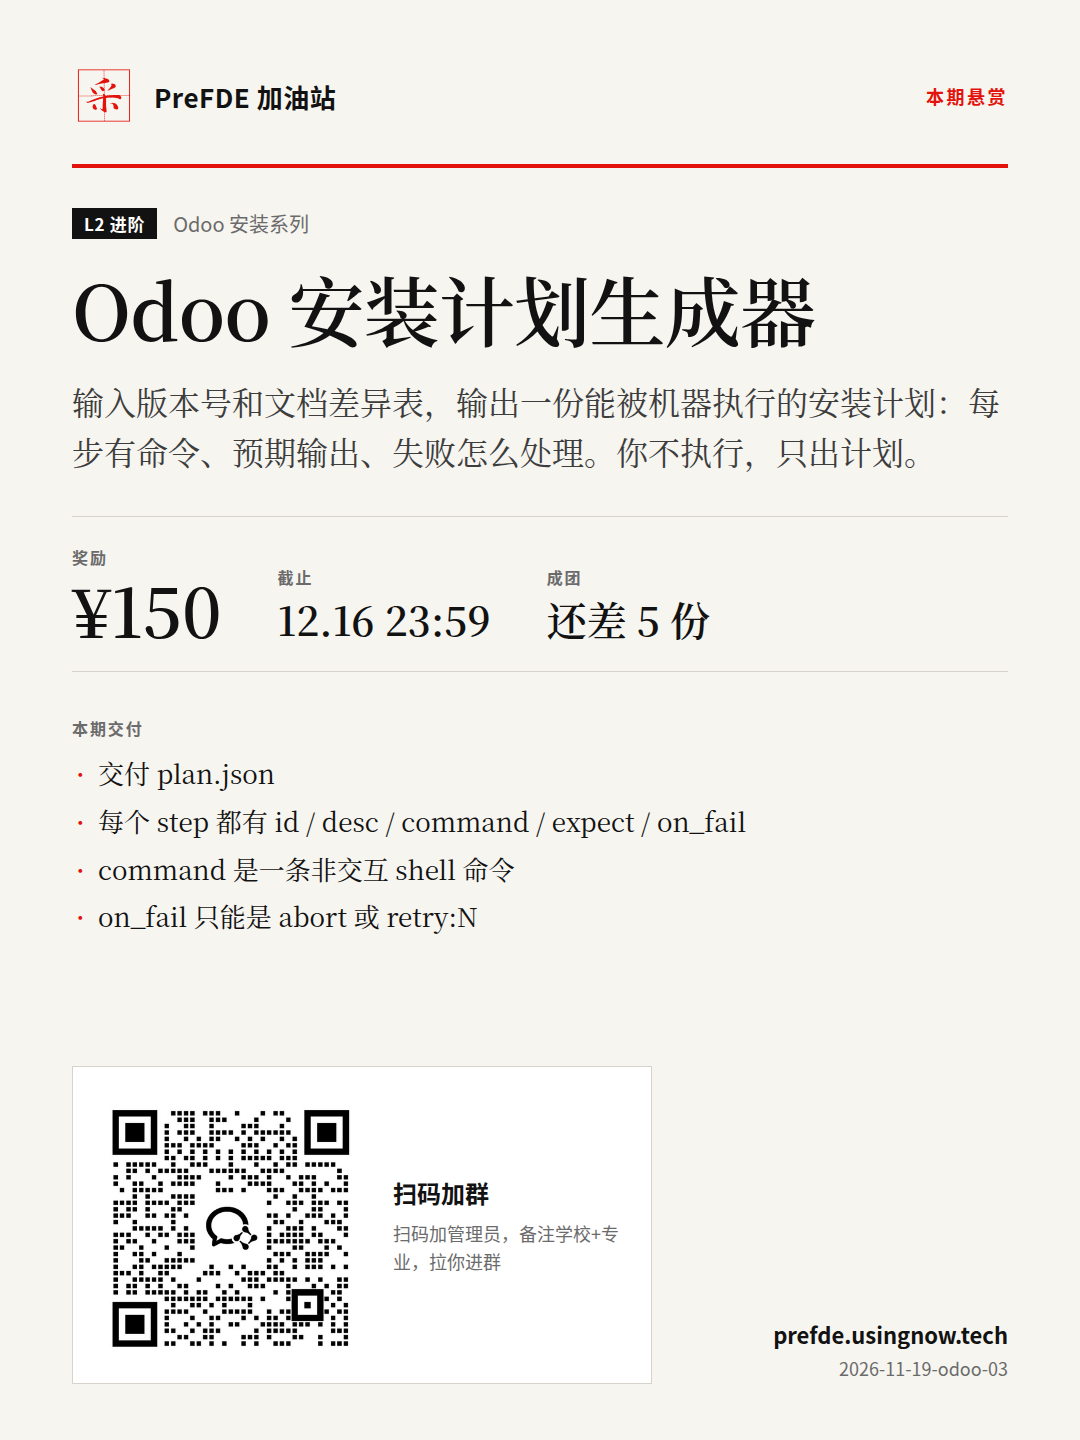 采
PreFDE 加油站
本期悬赏
L2 进阶
Odoo 安装系列
Odoo 安装计划生成器
输入版本号和文档差异表，输出一份能被机器执行的安装计划：每
步有命令、预期输出、失败怎么处理。你不执行，只出计划。
奖励
¥150
截止
12.16 23:59
成团
还差 5 份
本期交付
· 交付 plan.json
· 每个 step 都有 id / desc / command / expect / on_fail
· command 是一条非交互 shell 命令
· on_fail 只能是 abort 或 retry:N
扫码加群
扫码加管理员，备注学校+专
业，拉你进群
prefde.usingnow.tech
2026-11-19-odoo-03